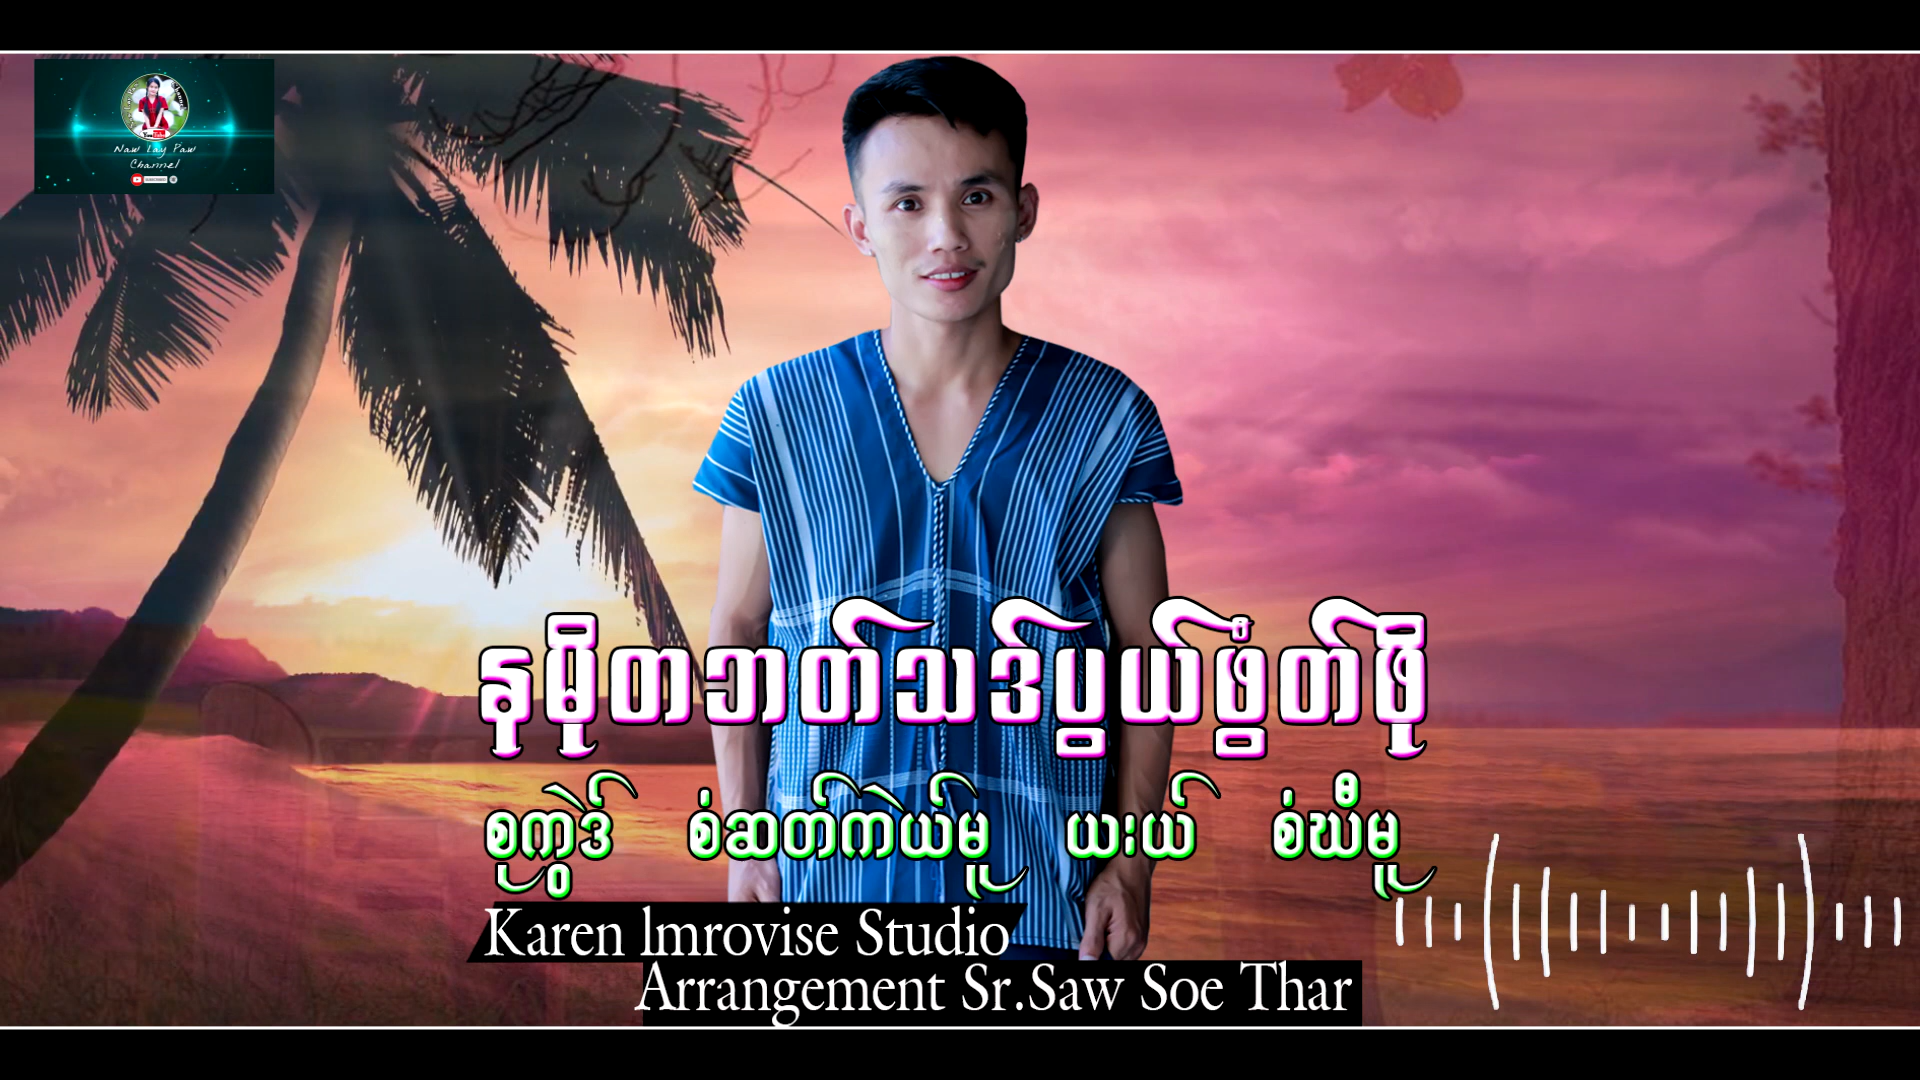 Naw Lay Paw
Channel
နမိုတဘတ်သဒ်ပွယ်ဖွံတ်ဖို
စုကွဲဒ် စံးဆတ်ကဲယ်မူ ယးယ် စံးဃီမူ
Karen lmrovise Studio
Arrangement Sr.Saw Soe Thar